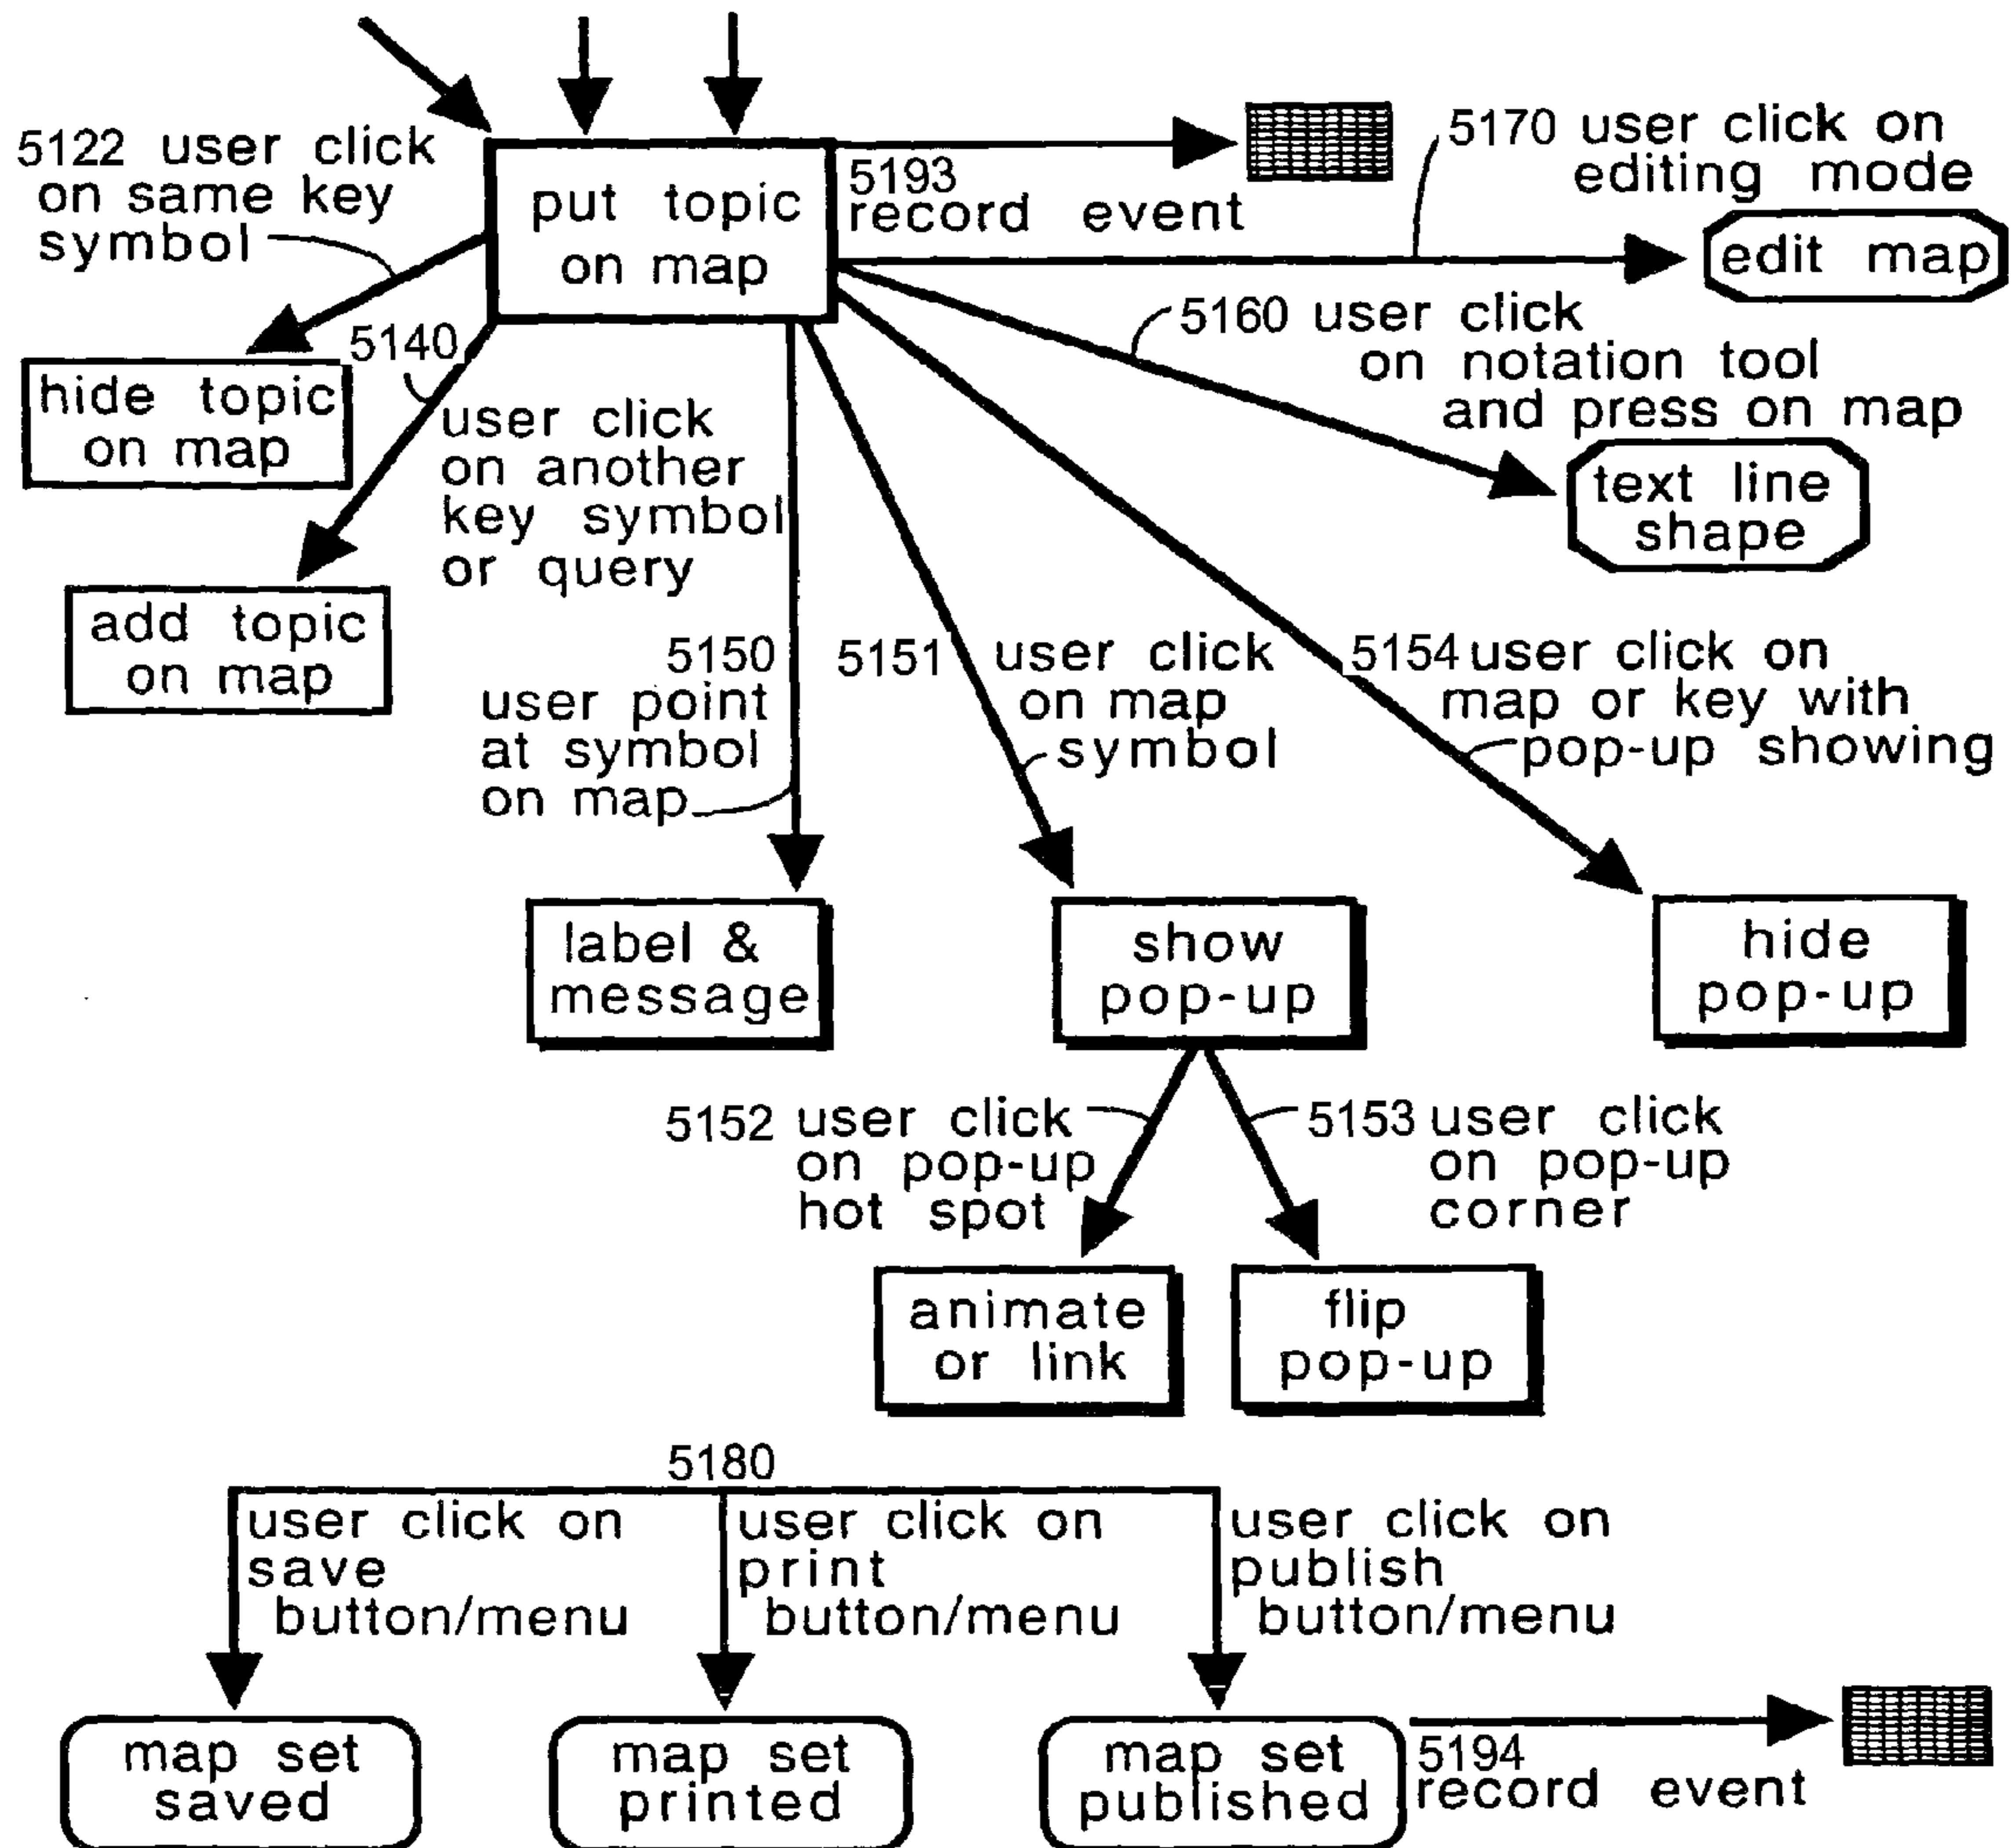 5122 user click
on same key
symbol
put topic
on map
5193
record event
5170 user click on
editing mode
edit map
5160 user click
on notation tool
and press on map
text line
shape
hide topic
on map
5140
user click
on another
key symbol
or query
add topic
on map
5150
user point
at symbol
on map
5151 user click
on map
symbol
5154 user click on
map or key with
pop-up showing
label &
message
show
pop-up
hide
pop-up
5152 user click
on pop-up
hot spot
5153 user click
on pop-up
corner
animate
or link
flip
pop-up
5180
user click on
save
button/menu
user click on
print
button/menu
user click on
publish
button/menu
map set
saved
map set
printed
map set
published
5194
record event